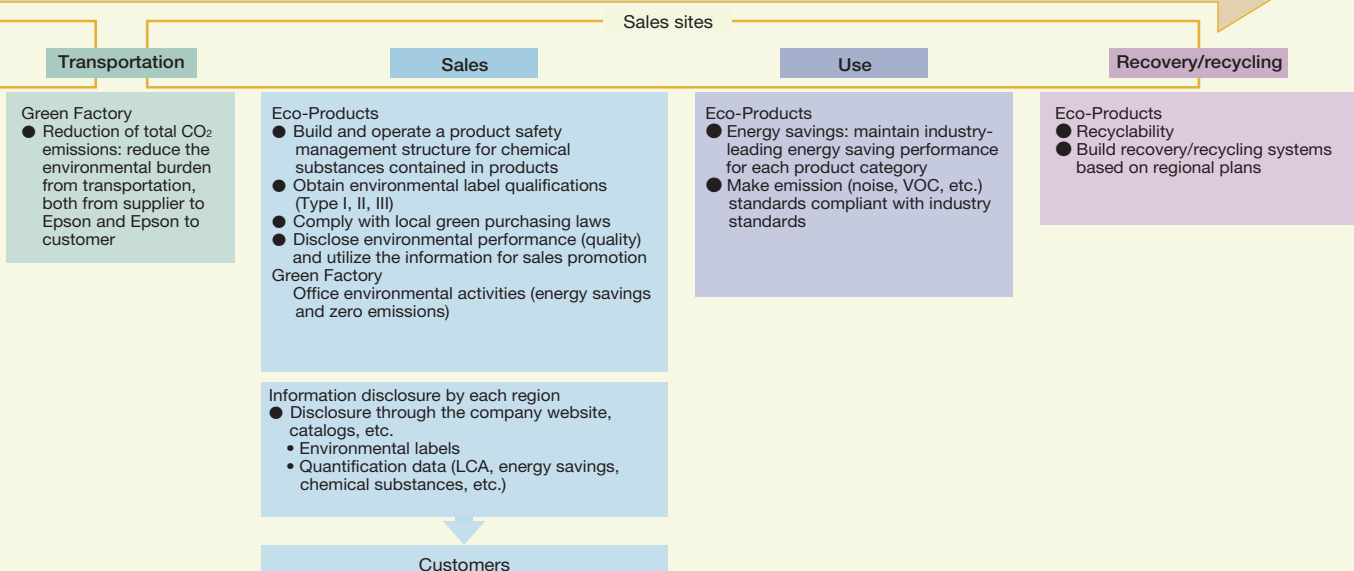 Sales sites
Transportation
Sales
Use
Recovery/recycling
Green Factory
● Reduction of total CO₂
emissions: reduce the
environmental burden
from transportation,
both from supplier to
Epson and Epson to
customer
Eco-Products
● Build and operate a product safety
management structure for chemical
substances contained in products
● Obtain environmental label qualifications
(Type I, II, III)
● Comply with local green purchasing laws
● Disclose environmental performance (quality)
and utilize the information for sales promotion
Green Factory
Office environmental activities (energy savings
and zero emissions)
Information disclosure by each region
● Disclosure through the company website,
catalogs, etc.
• Environmental labels
• Quantification data (LCA, energy savings,
chemical substances, etc.)
Customers
Eco-Products
● Energy savings: maintain industry-
leading energy saving performance
for each product category
● Make emission (noise, VOC, etc.)
standards compliant with industry
standards
Eco-Products
● Recyclability
● Build recovery/recycling systems
based on regional plans